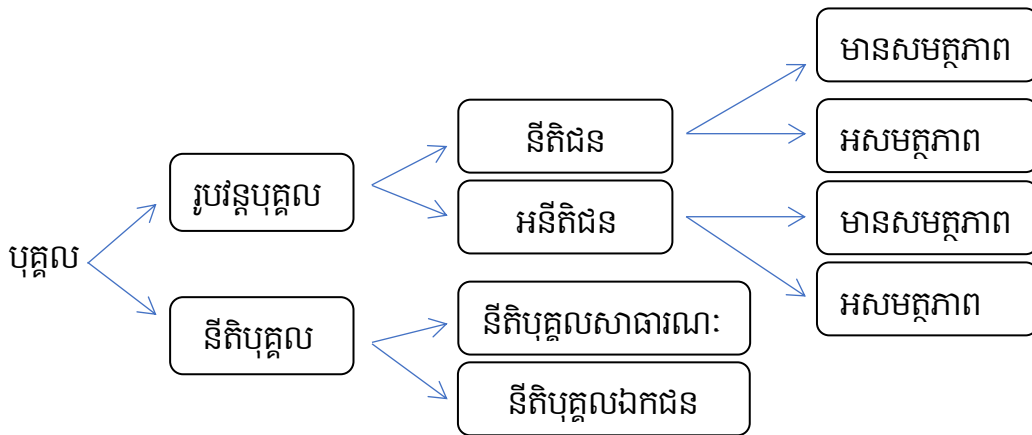 បុគ្គល
រូបវន្តបុគ្គល
នីតិជន
មានសមត្ថភាព
អសមត្ថភាព
អនីតិជន
មានសមត្ថភាព
អសមត្ថភាព
នីតិបុគ្គល
នីតិបុគ្គលសាធារណៈ
នីតិបុគ្គលឯកជន